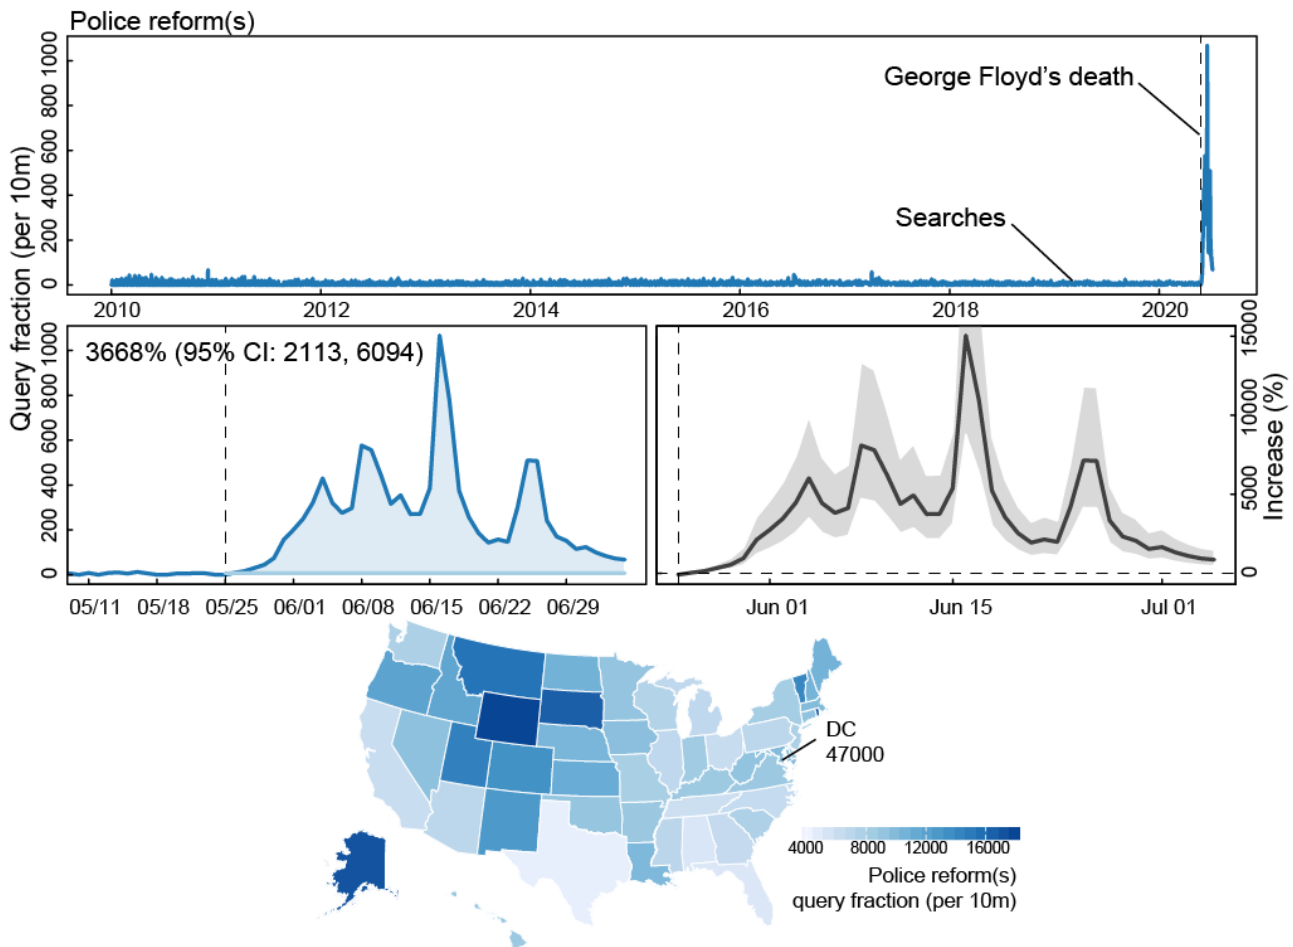 Police reform(s)
Query fraction (per 10m)
1000
800
600
400
200
0
George Floyd's death
Searches
2010 2012 2014 2016 2018 2020
3668% (95% CI: 2113, 6094)
1000
800
600
400
200
0
05/11 05/18 05/25 06/01 06/08 06/15 06/22 06/29
15000
10000
5000
0
Increase (%)
Jun 01 Jun 15 Jul 01
DC
47000
4000 8000 12000 16000
Police reform(s)
query fraction (per 10m)